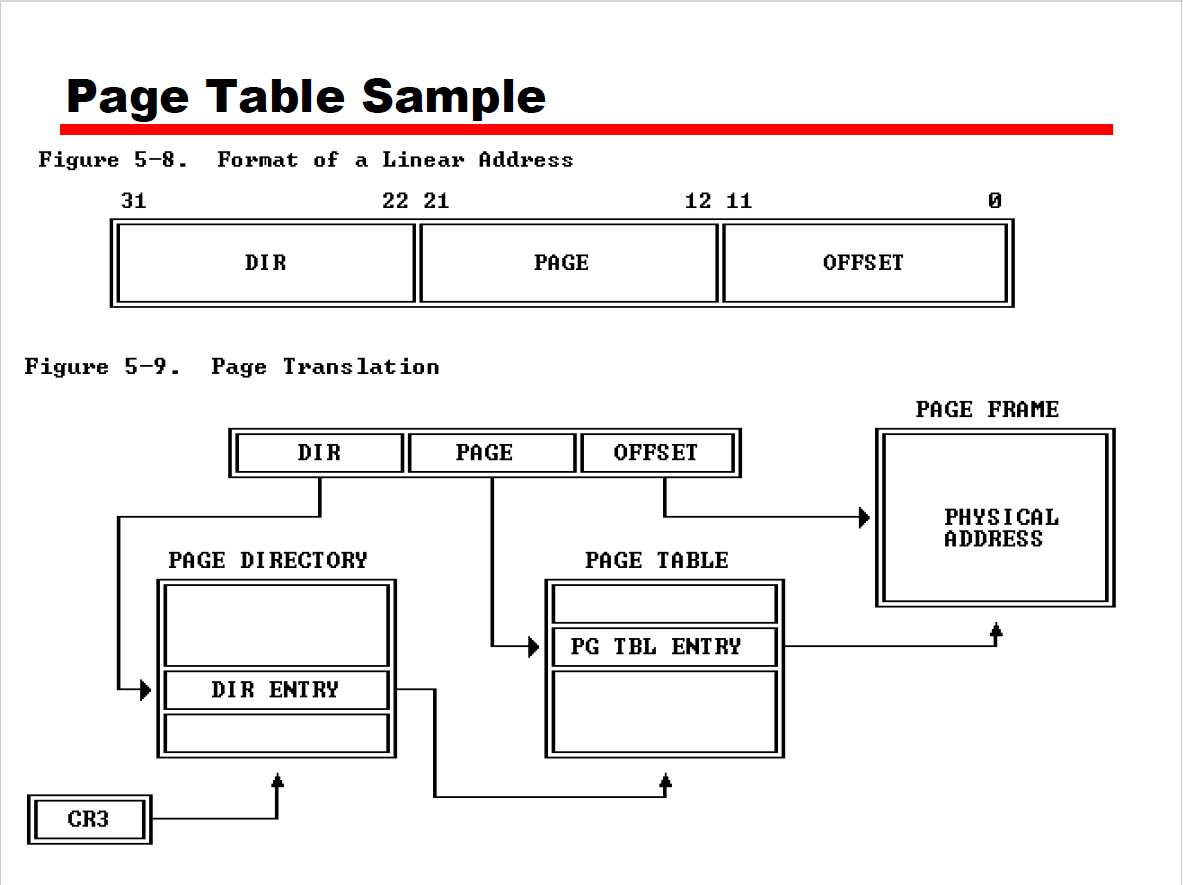 Page Table Sample
Figure 5-8. Format of a Linear Address
31 22 21 12 11 0
DIR PAGE OFFSET
Figure 5-9. Page Translation
PAGE FRAME
DIR PAGE OFFSET
PHYSICAL
ADDRESS
PAGE DIRECTORY PAGE TABLE
PG TBL ENTRY
DIR ENTRY
CR3